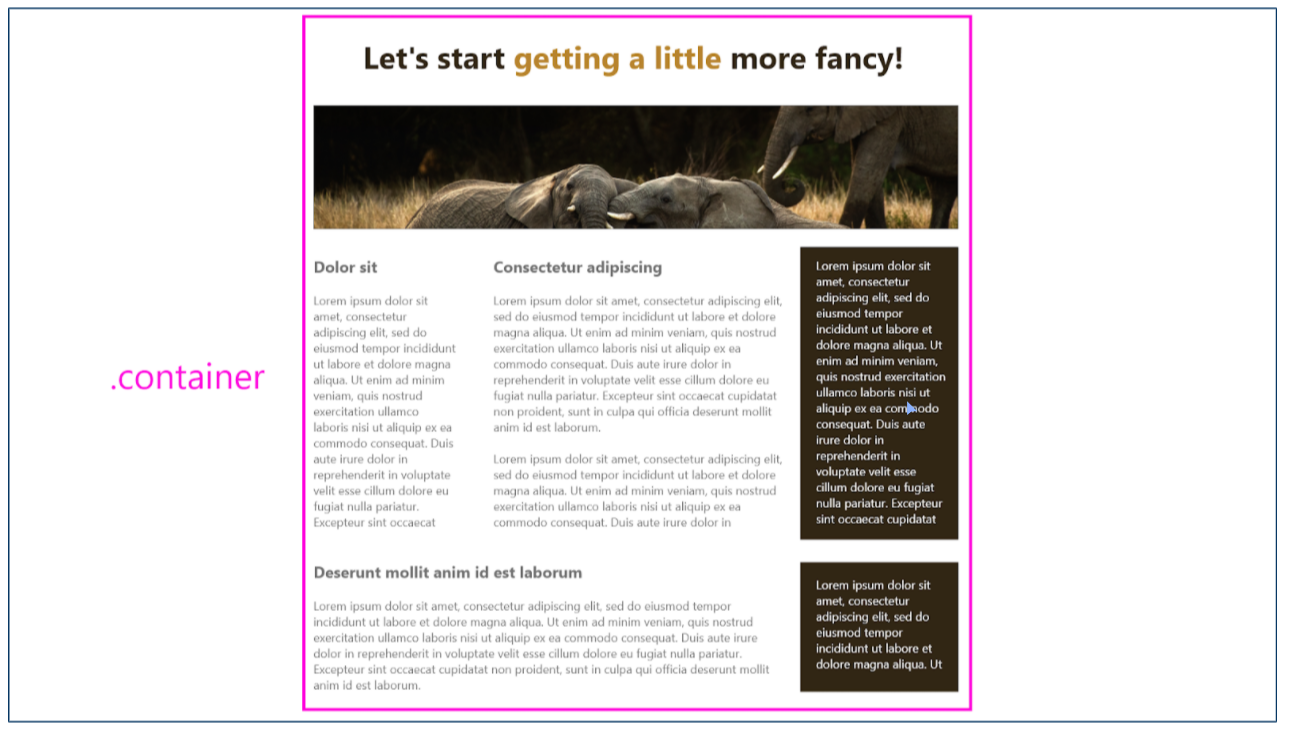 Let's start getting a little more fancy!
.container
Dolor sit
Lorem ipsum dolor sit
amet, consectetur
adipiscing elit, sed do
eiusmod tempor incididunt
ut labore et dolore magna
aliqua. Ut enim ad minim
veniam, quis nostrud
exercitation ullamco
laboris nisi ut aliquip ex ea
commodo consequat. Duis
aute irure dolor in
reprehenderit in voluptate
velit esse cillum dolore eu
fugiat nulla pariatur.
Excepteur sint occaecat
Consectetur adipiscing
Lorem ipsum dolor sit amet, consectetur adipiscing elit,
sed do eiusmod tempor incididunt ut labore et dolore
magna aliqua. Ut enim ad minim veniam, quis nostrud
exercitation ullamco laboris nisi ut aliquip ex ea
commodo consequat. Duis aute irure dolor in
reprehenderit in voluptate velit esse cillum dolore eu
fugiat nulla pariatur. Excepteur sint occaecat cupidatat
non proident, sunt in culpa qui officia deserunt mollit
anim id est laborum.
Lorem ipsum dolor sit amet, consectetur adipiscing elit,
sed do eiusmod tempor incididunt ut labore et dolore
magna aliqua. Ut enim ad minim veniam, quis nostrud
exercitation ullamco laboris nisi ut aliquip ex ea
commodo consequat. Duis aute irure dolor in
Lorem ipsum dolor sit
amet, consectetur
adipiscing elit, sed do
eiusmod tempor
incididunt ut labore et
dolore magna aliqua. Ut
enim ad minim veniam,
quis nostrud exercitation
ullamco laboris nisi ut
aliquip ex ea commodo
consequat. Duis aute
irure dolor in
reprehenderit in
voluptate velit esse
cillum dolore eu fugiat
nulla pariatur. Excepteur
sint occaecat cupidatat
Deserunt mollit anim id est laborum
Lorem ipsum dolor sit amet, consectetur adipiscing elit, sed do eiusmod tempor
incididunt ut labore et dolore magna aliqua. Ut enim ad minim veniam, quis nostrud
exercitation ullamco laboris nisi ut aliquip ex ea commodo consequat. Duis aute irure
dolor in reprehenderit in voluptate velit esse cillum dolore eu fugiat nulla pariatur.
Excepteur sint occaecat cupidatat non proident, sunt in culpa qui officia deserunt mollit
anim id est laborum.
Lorem ipsum dolor sit
amet, consectetur
adipiscing elit, sed do
eiusmod tempor
incididunt ut labore et
dolore magna aliqua. Ut